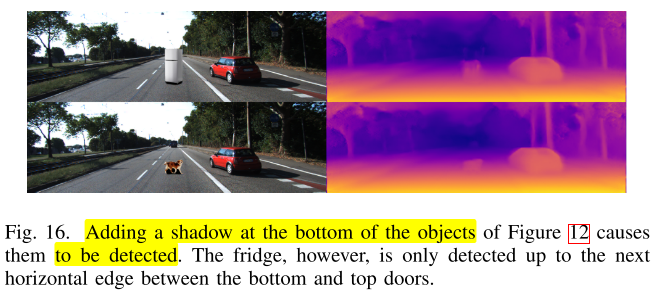 Fig. 16. Adding a shadow at the bottom of the objects of Figure 12 causes
them to be detected. The fridge, however, is only detected up to the next
horizontal edge between the bottom and top doors.